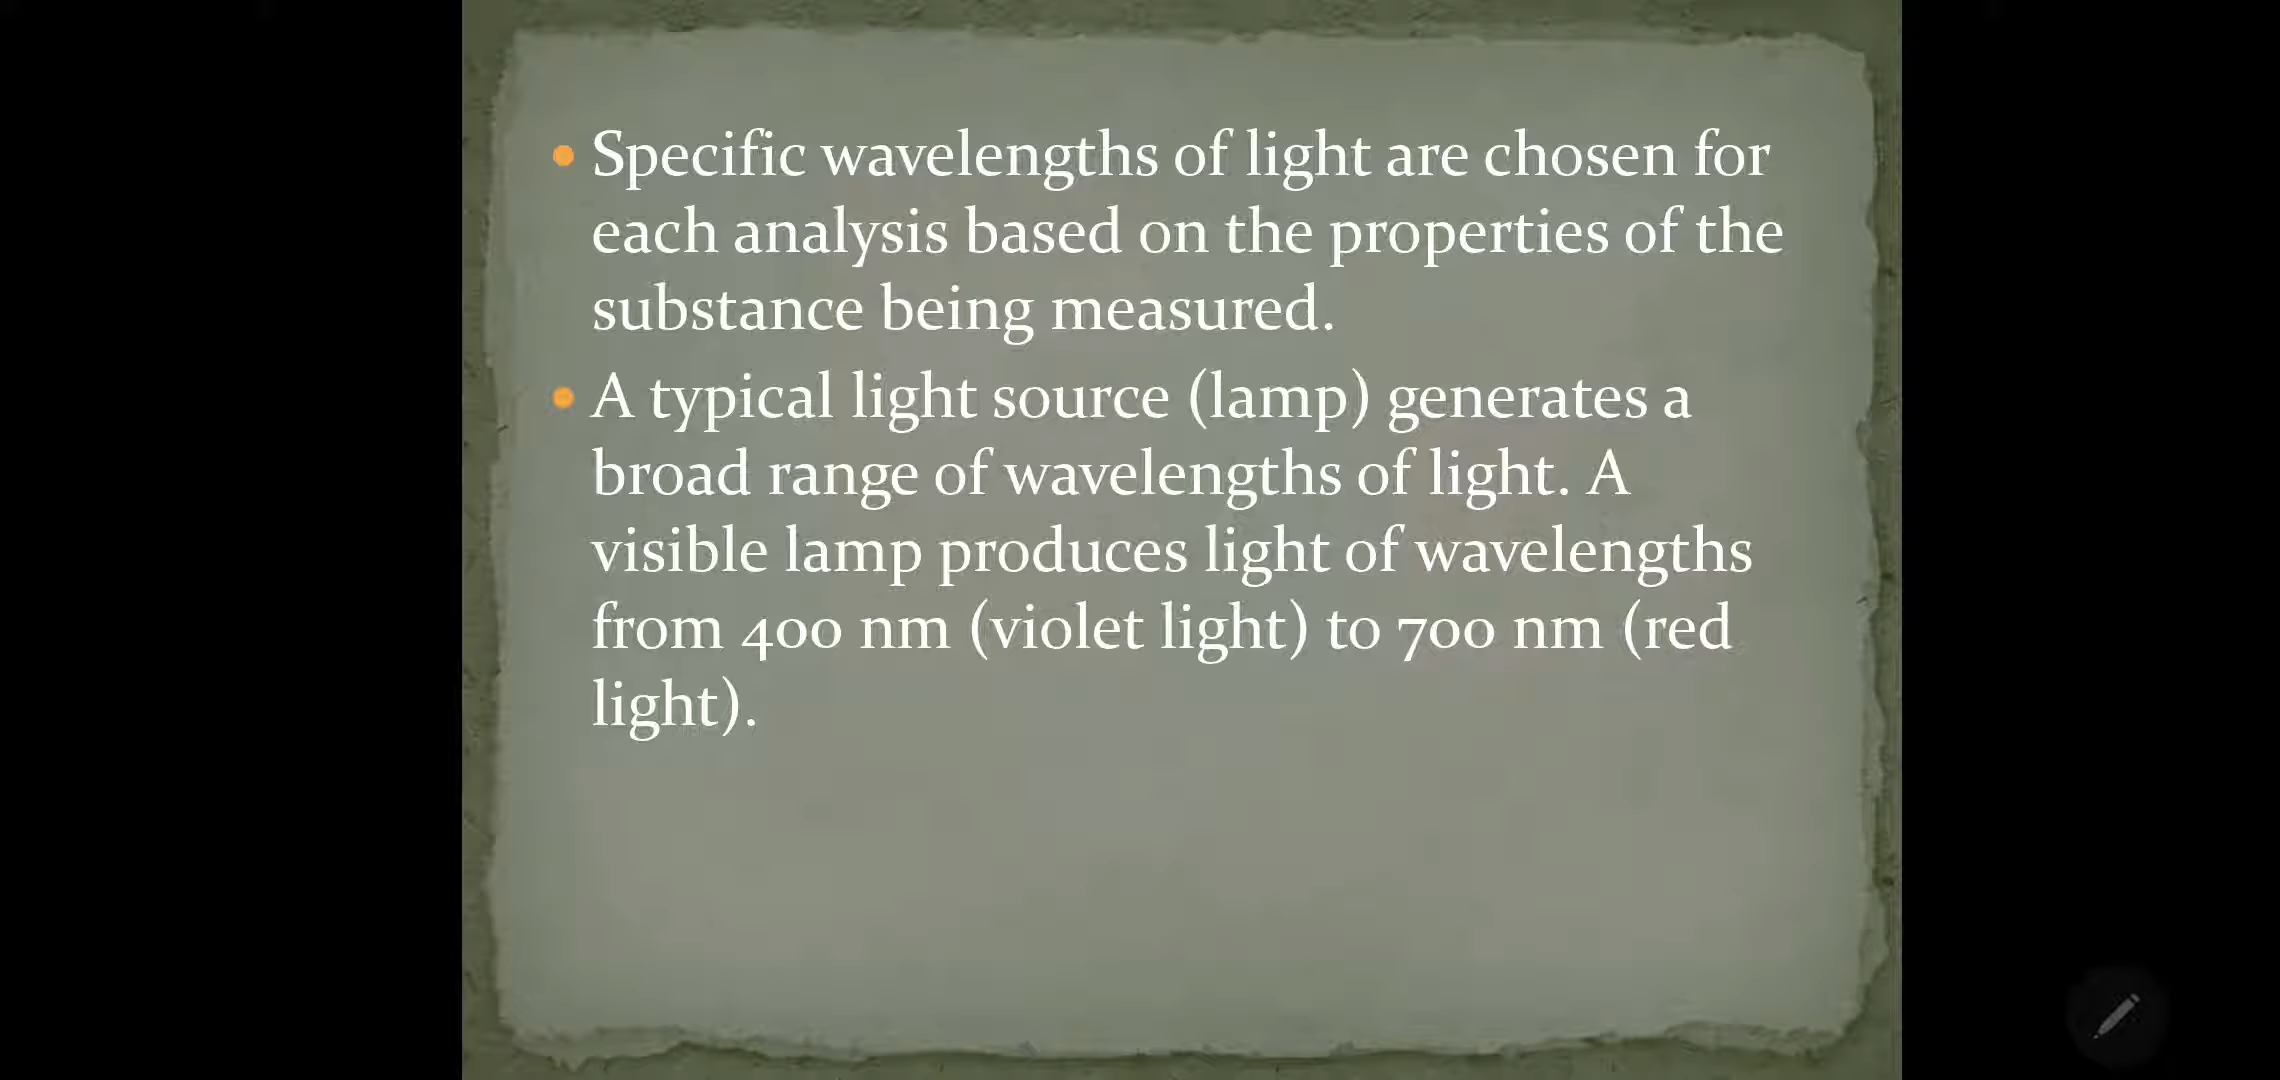 • Specific wavelengths of light are chosen for
each analysis based on the properties of the
substance being measured.
• A typical light source (lamp) generates a
broad range of wavelengths of light. A
visible lamp produces light of wavelengths
from 400 nm (violet light) to 700 nm (red
light).